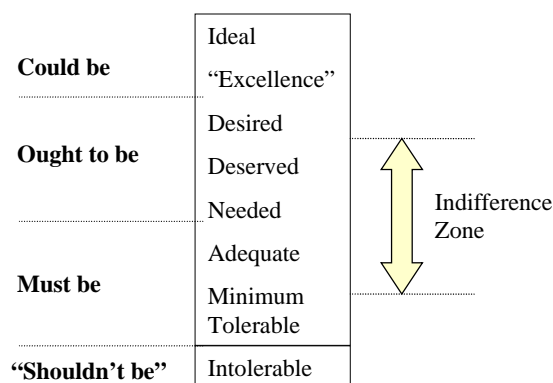 Could be
Ought to be
Must be
“Shouldn’t be”
Ideal
“Excellence”
Desired
Deserved
Needed
Adequate
Minimum
Tolerable
Intolerable
Indifference
Zone